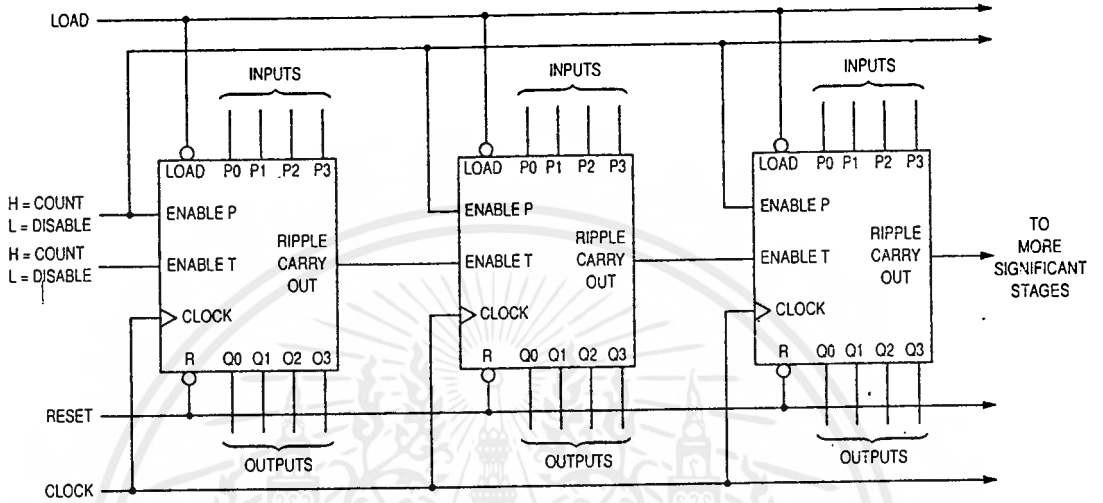 LOAD
INPUTS
INPUTS
INPUTS
LOAD P0 P1 P2 P3
LOAD P0 P1 P2 P3
LOAD P0 P1 P2 P3
H = COUNT
L = DISABLE
ENABLE P
ENABLE P
ENABLE P
H = COUNT
L = DISABLE
ENABLE T
RIPPLE
CARRY
OUT
ENABLE T
RIPPLE
CARRY
OUT
ENABLE T
RIPPLE
CARRY
OUT
TO
MORE
SIGNIFICANT
STAGES
CLOCK
CLOCK
CLOCK
R Q0 Q1 Q2 Q3
R Q0 Q1 Q2 Q3
R Q0 Q1 Q2 Q3
RESET
OUTPUTS
OUTPUTS
OUTPUTS
CLOCK